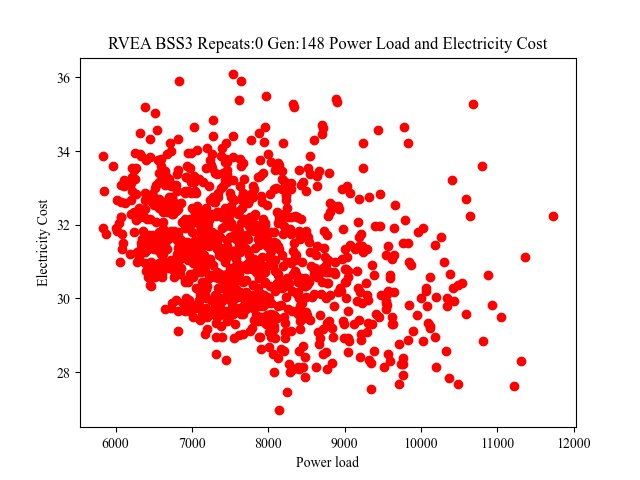 RVEA BSS3 Repeats:0 Gen:148 Power Load and Electricity Cost
36
34
32
30
28
Electricity Cost
6000 7000 8000 9000 10000 11000 12000
Power load